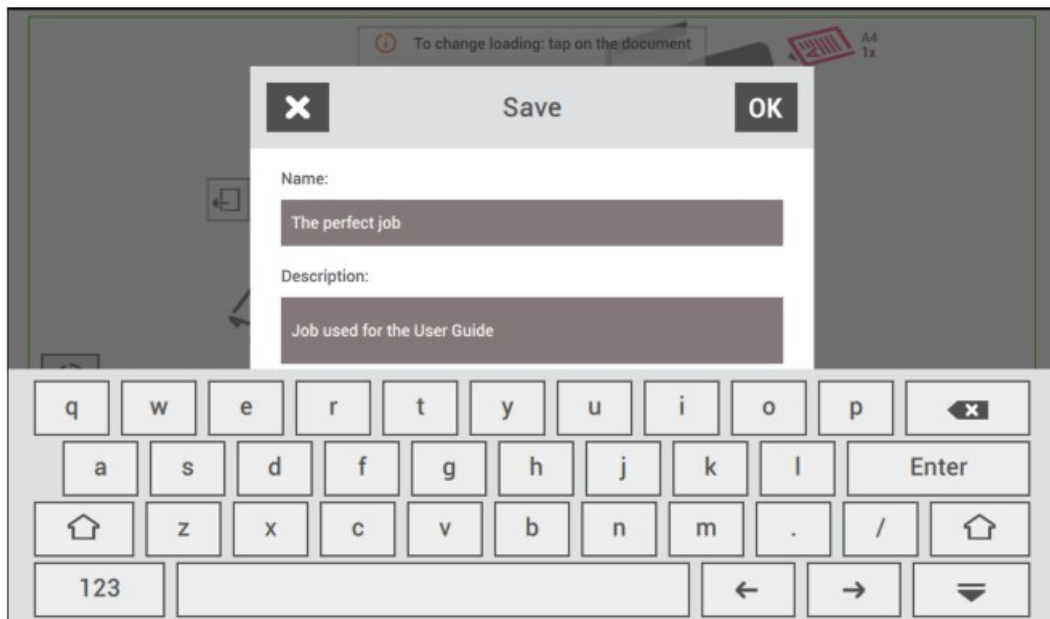 To change loading: tap on the document
A4
1x
Save
OK
Name:
The perfect job
Description:
Job used for the User Guide
q w e r t y u i o p
a s d f g h j k l Enter
z x c v b n m . /
123